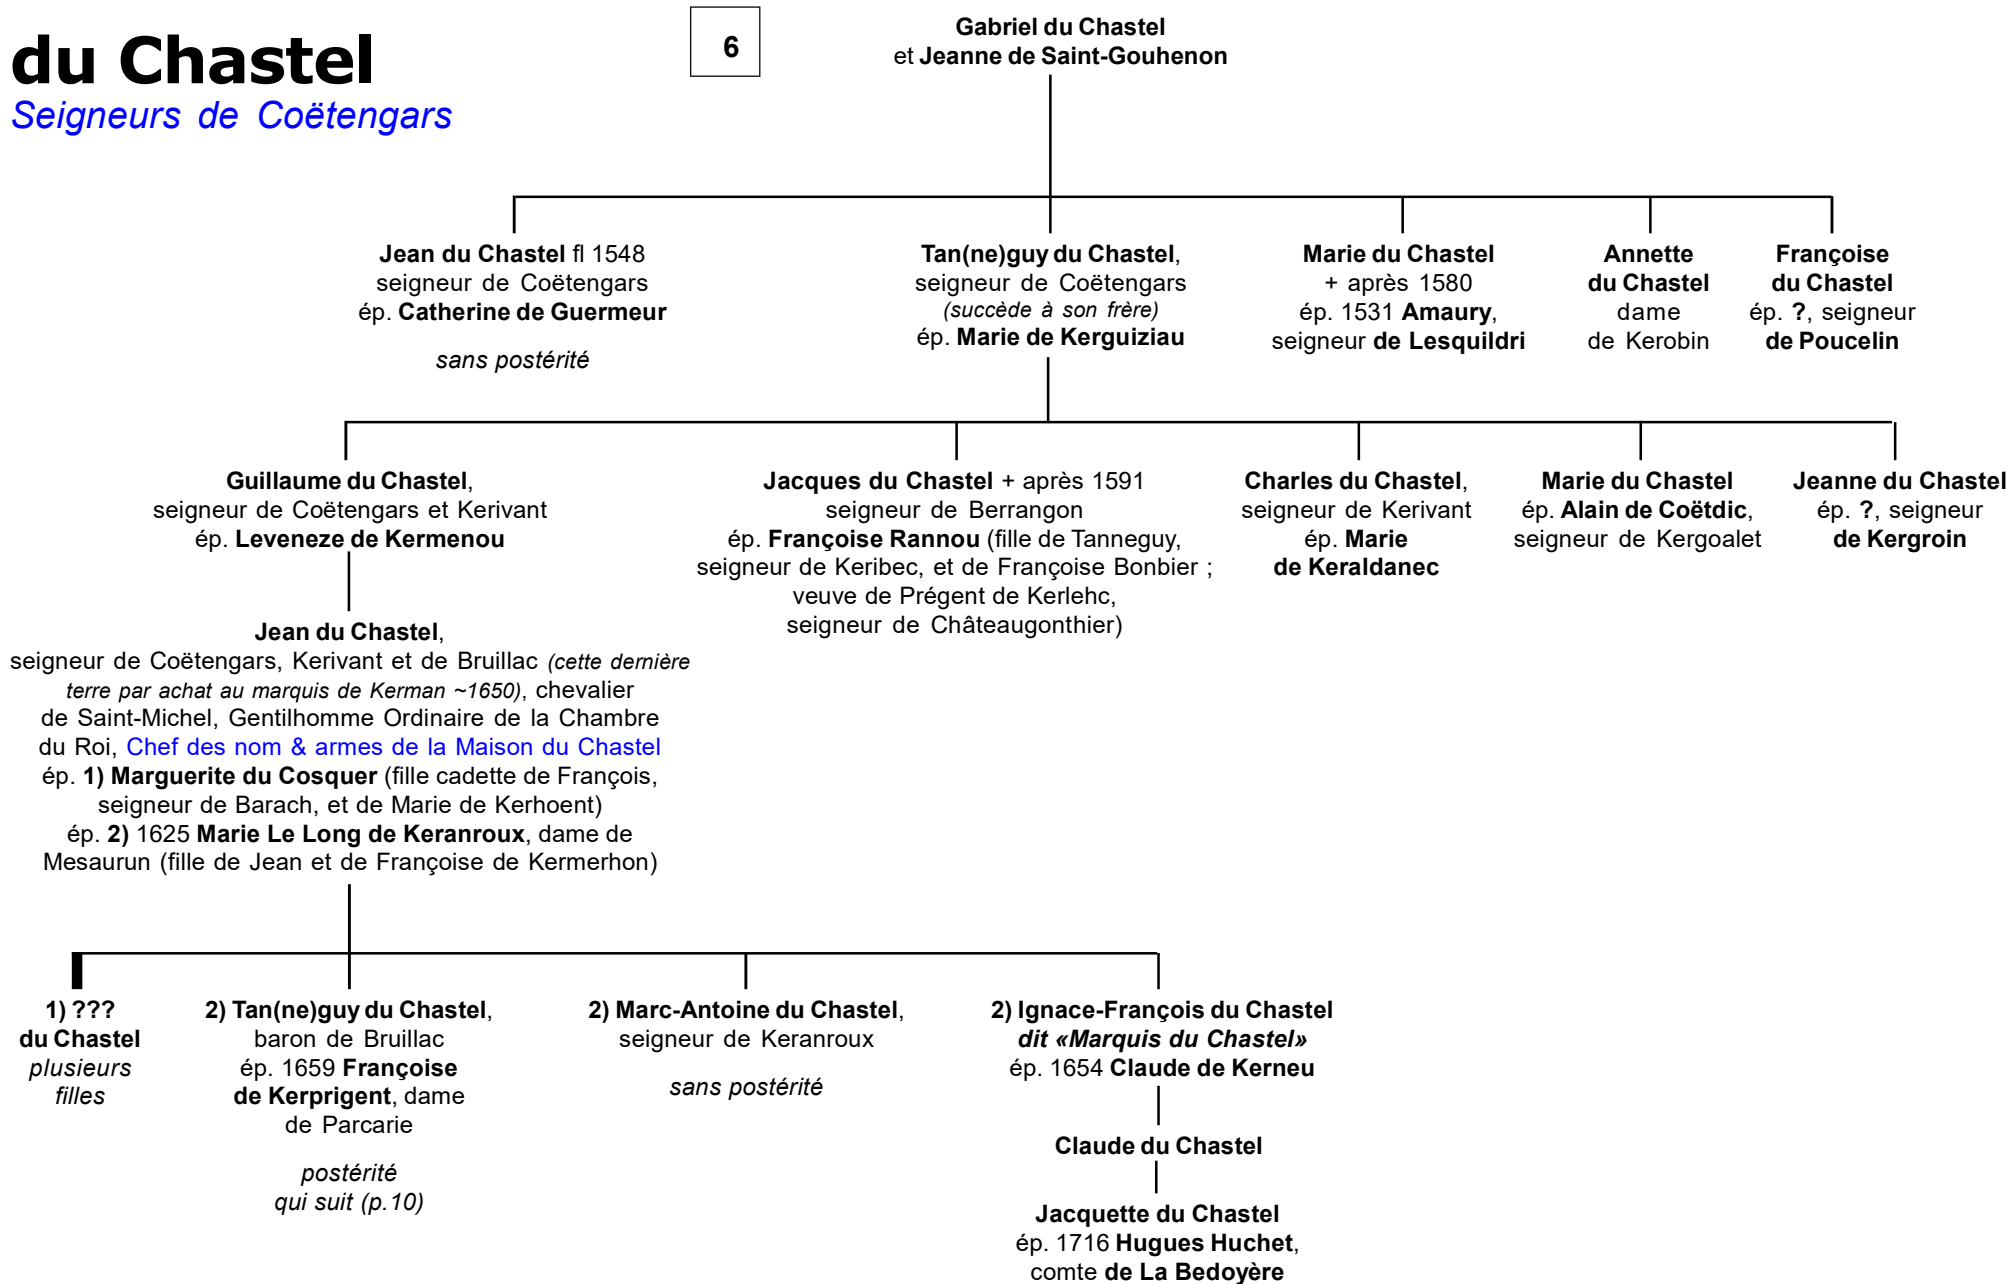 du Chastel
Seigneurs de Coëtengars
6
Gabriel du Chastel
et Jeanne de Saint-Gouhenon
Jean du Chastel fl 1548
seigneur de Coëtengars
ép. Catherine de Guermeur
sans postérité
Tan(ne)guy du Chastel,
seigneur de Coëtengars
(succède à son frère)
ép. Marie de Kerguiziau
Marie du Chastel
+ après 1580
ép. 1531 Amaury,
seigneur de Lesquildri
Annette
du Chastel
dame
de Kerobin
Françoise
du Chastel
ép. ?, seigneur
de Poucelin
Guillaume du Chastel,
seigneur de Coëtengars et Kerivant
ép. Leveneze de Kermenou
Jacques du Chastel + après 1591
seigneur de Berrangon
ép. Françoise Rannou (fille de Tanneguy,
seigneur de Keribec, et de Françoise Bonbier ;
veuve de Prégent de Kerlehc,
seigneur de Châteaugonthier)
Charles du Chastel,
seigneur de Kerivant
ép. Marie
de Keraldanec
Marie du Chastel
ép. Alain de Coëtdic,
seigneur de Kergoalet
Jeanne du Chastel
ép. ?, seigneur
de Kergroin
Jean du Chastel,
seigneur de Coëtengars, Kerivant et de Bruillac (cette dernière
terre par achat au marquis de Kerman ~1650), chevalier
de Saint-Michel, Gentilhomme Ordinaire de la Chambre
du Roi, Chef des nom & armes de la Maison du Chastel
ép. 1) Marguerite du Cosquer (fille cadette de François,
seigneur de Barach, et de Marie de Kerhoent)
ép. 2) 1625 Marie Le Long de Keranroux, dame de
Mesaurun (fille de Jean et de Françoise de Kermerhon)
1) ???
du Chastel
plusieurs
filles
2) Tan(ne)guy du Chastel,
baron de Bruillac
ép. 1659 Françoise
de Kerprigent, dame
de Parcarie
postérité
qui suit (p.10)
2) Marc-Antoine du Chastel,
seigneur de Keranroux
sans postérité
2) Ignace-François du Chastel
dit «Marquis du Chastel»
ép. 1654 Claude de Kerneu
Claude du Chastel
Jacquette du Chastel
ép. 1716 Hugues Huchet,
comte de La Bedoyère